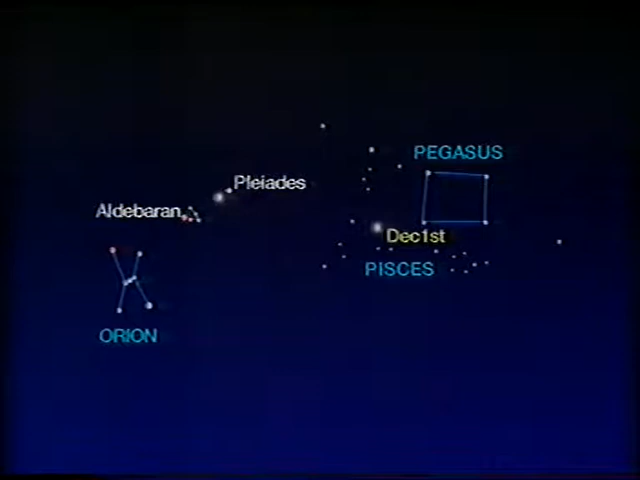 PEGASUS
Pleiades
Aldebaran
Dec1st
PISCES
ORION